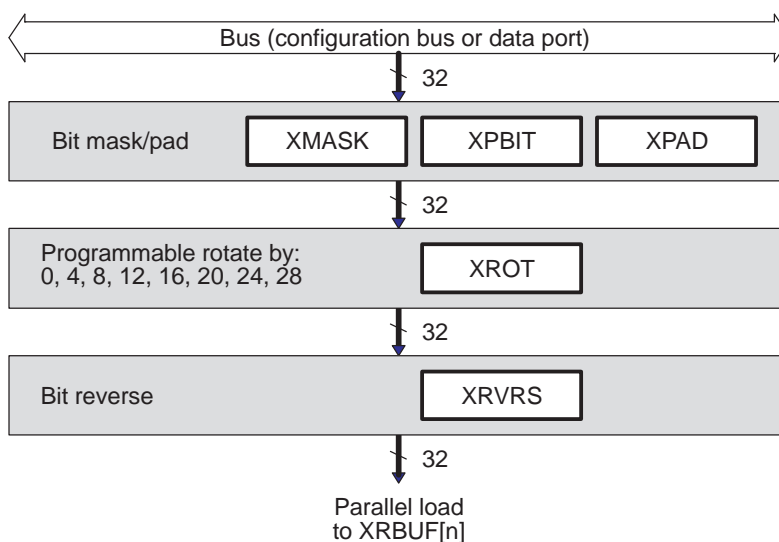 Bus (configuration bus or data port)
32
Bit mask/pad XMASK XPBIT XPAD
32
Programmable rotate by:
0, 4, 8, 12, 16, 20, 24, 28
XROT
32
Bit reverse XRVRS
32
Parallel load
to XRBUF[n]